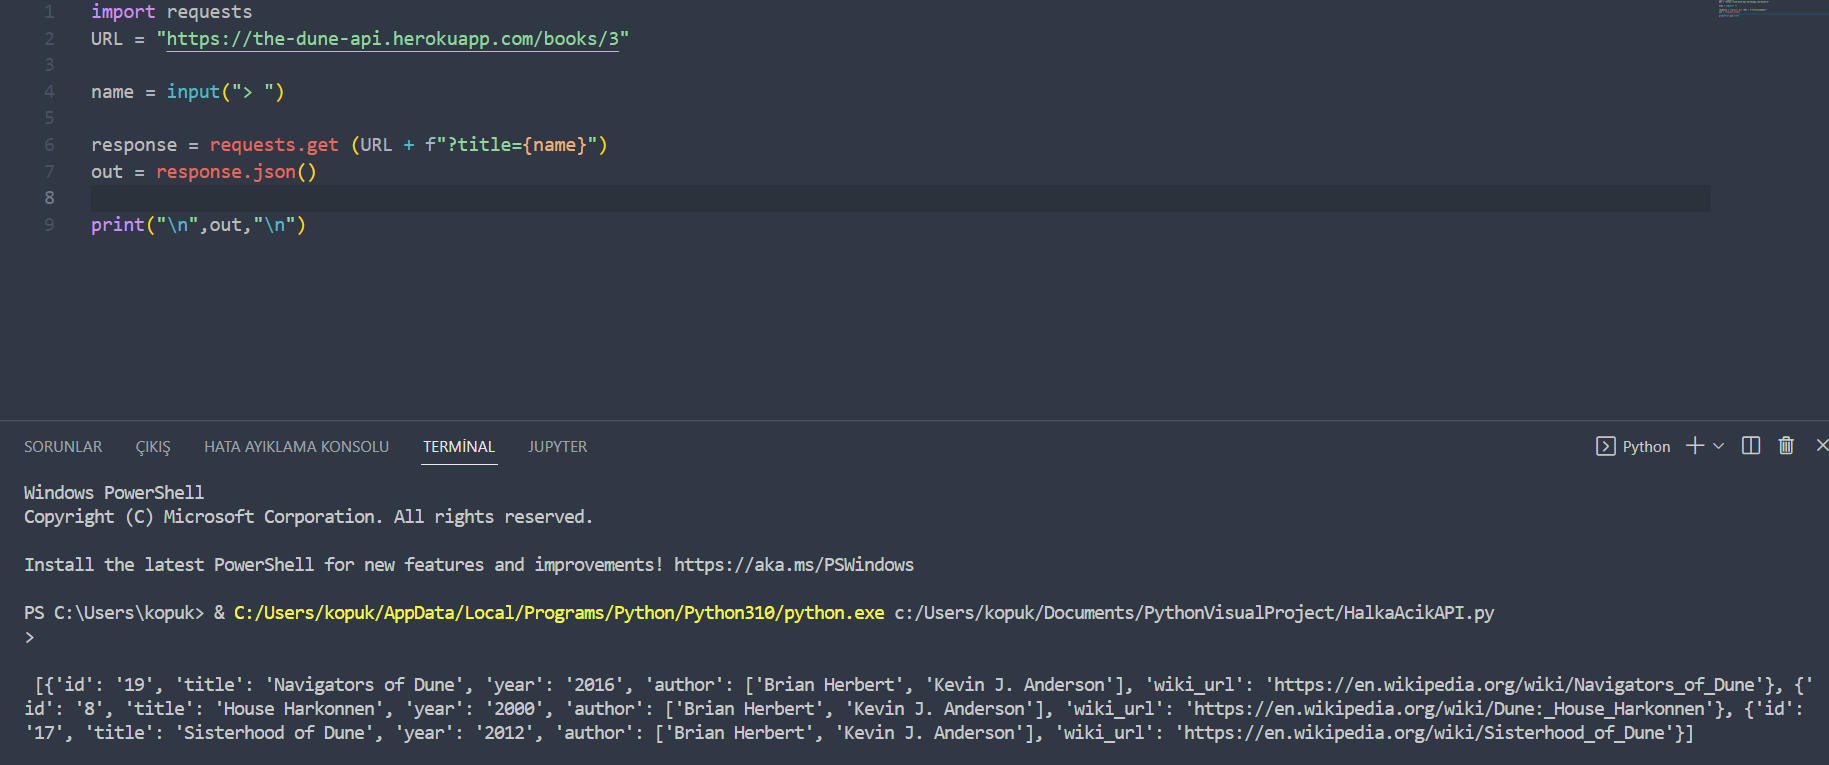 1 import requests
2 URL = "https://the-dune-api.herokuapp.com/books/3"
3
4 name = input("> ")
5
6 response = requests.get (URL + f"?title={name}")
7 out = response.json()
8
9 print("\n",out,"\n")
SORUNLAR ÇIKIŞ HATA AYIKLAMA KONSOLU TERMİNAL JUPYTER Python
Windows PowerShell
Copyright (C) Microsoft Corporation. All rights reserved.
Install the latest PowerShell for new features and improvements! https://aka.ms/PSWindows
PS C:\Users\kopuk> & C:/Users/kopuk/AppData/Local/Programs/Python/Python310/python.exe c:/Users/kopuk/Documents/PythonVisualProject/HalkaAcikAPI.py
>
[{'id': '19', 'title': 'Navigators of Dune', 'year': '2016', 'author': ['Brian Herbert', 'Kevin J. Anderson'], 'wiki_url': 'https://en.wikipedia.org/wiki/Navigators_of_Dune'}, {'
id': '8', 'title': 'House Harkonnen', 'year': '2000', 'author': ['Brian Herbert', 'Kevin J. Anderson'], 'wiki_url': 'https://en.wikipedia.org/wiki/Dune:_House_Harkonnen'}, {'id':
'17', 'title': 'Sisterhood of Dune', 'year': '2012', 'author': ['Brian Herbert', 'Kevin J. Anderson'], 'wiki_url': 'https://en.wikipedia.org/wiki/Sisterhood_of_Dune'}]